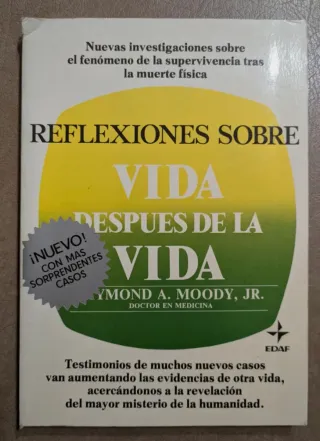 Nuevas investigaciones sobre
el fenómeno de la supervivencia tras
la muerte física
REFLEXIONES SOBRE
VIDA
DESPUES DE LA
VIDA
¡NUEVO!
CON MAS
SORPRENDENTES
CASOS
YMOND A. MOODY, JR.
DOCTOR EN MEDICINA
EDAF
Testimonios de muchos nuevos casos
van aumentando las evidencias de otra vida,
acercándonos a la revelación
del mayor misterio de la humanidad.